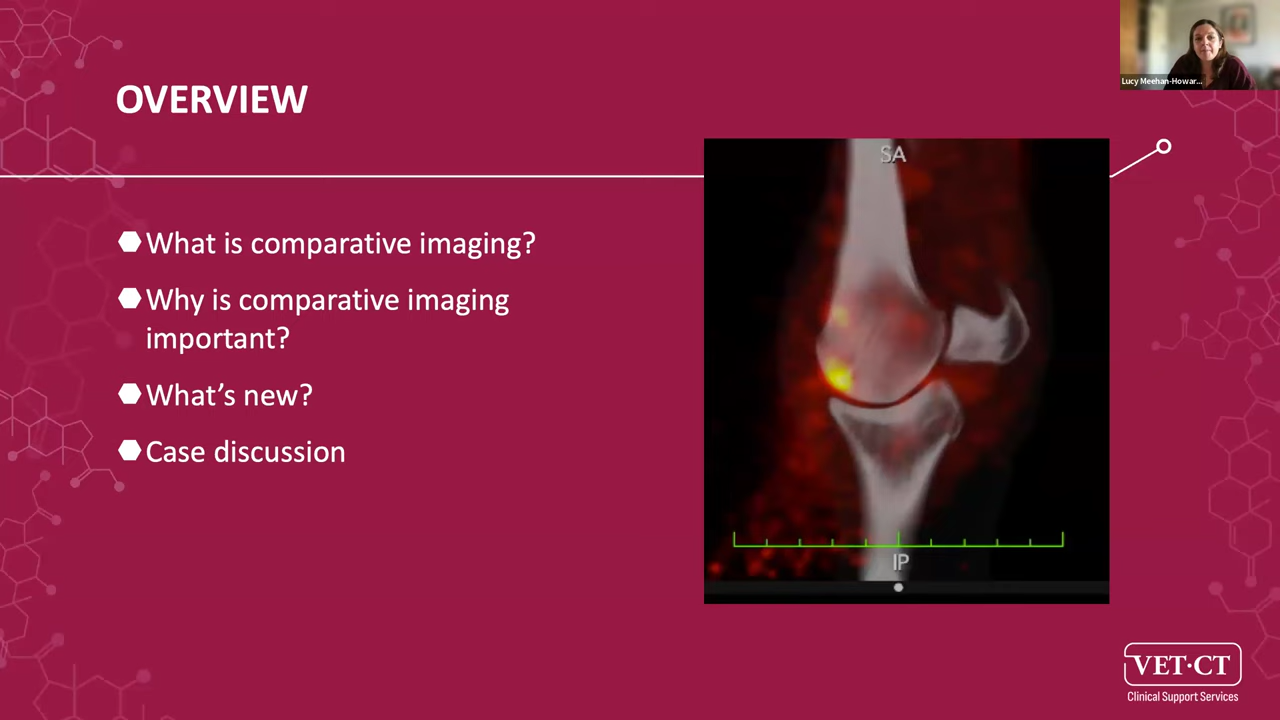 Lucy Meehan-Howar...
OVERVIEW
SA
What is comparative imaging?
Why is comparative imaging
important?
What's new?
Case discussion
IP
VET·CT
Clinical Support Services